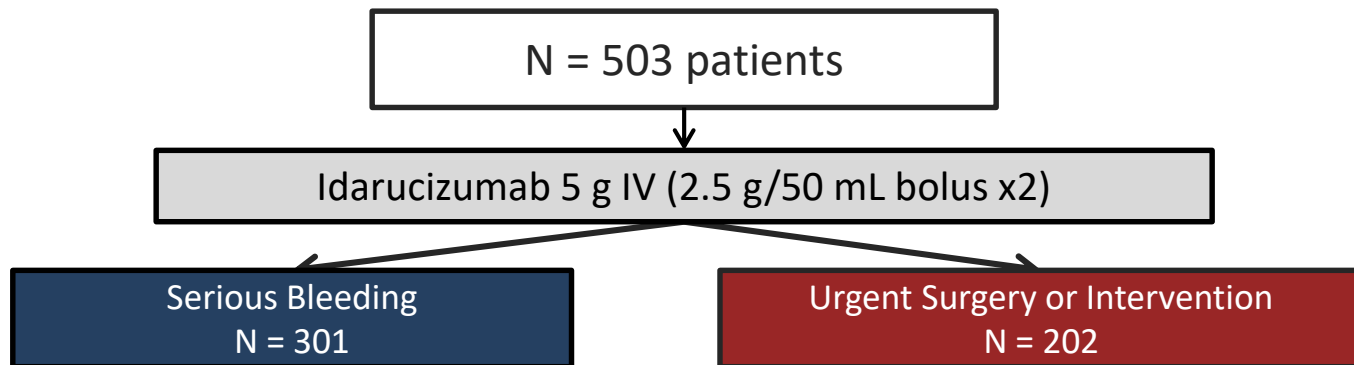 N = 503 patients
Idarucizumab 5 g IV (2.5 g/50 mL bolus x2)
Serious Bleeding
N = 301
Urgent Surgery or Intervention
N = 202